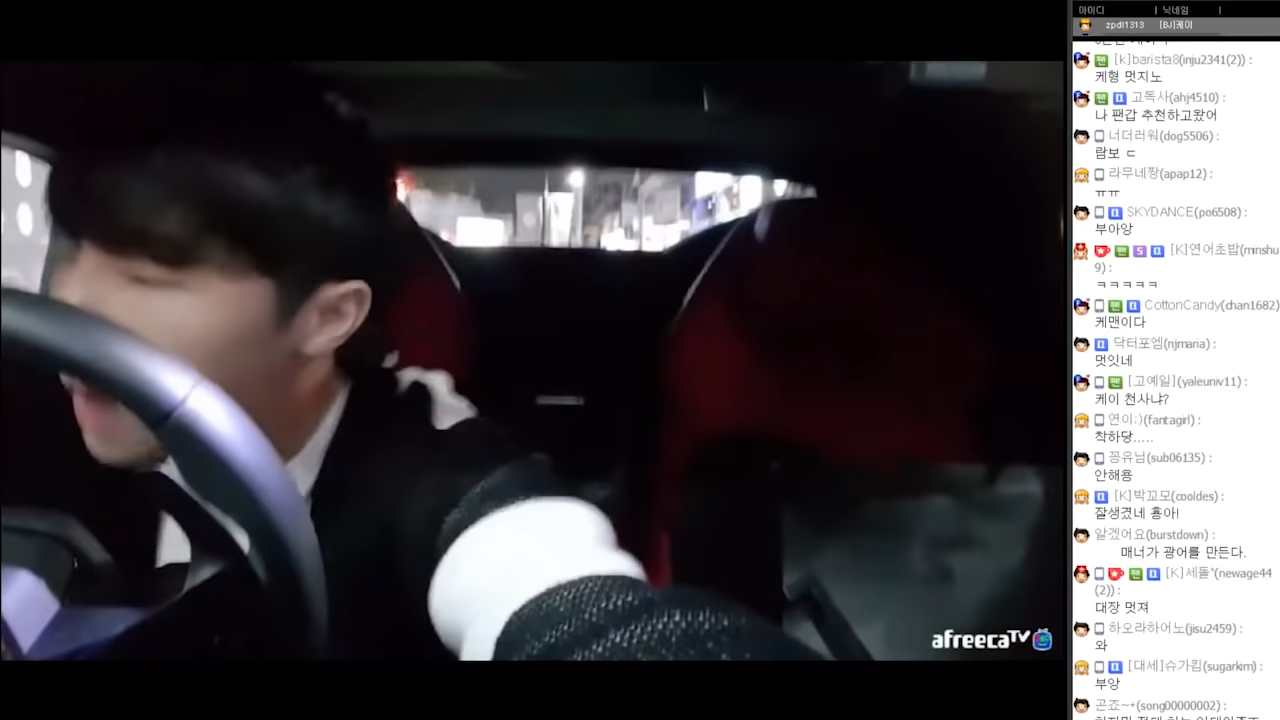 아이디 | 닉네임 |
zpdl1313 [BJ]케이
[k]barista8(inju2341(2)) :
케형 멋지노
고독사(ahj4510) :
나 팬갑 추천하고왔어
너더러워(dog5506) :
람보 ㄷ
라무네짱(apap12) :
ㅠㅠ
SKYDANCE(po6508) :
부아앙
[K]연어초밥(mnshu
9) :
ㅋㅋㅋㅋㅋ
CottonCandy(chan1682)
케맨이다
닥터포엠(njmaria) :
멋잇네
[고예일](yaleuniv11) :
케이 천사냐?
연이;)(fantagirl) :
착하당.....
꽁유님(sub06135) :
안해용
[K]박꼬모(cooldes) :
잘생겼네 횽아!
알겠어요(burstdown) :
매너가 광어를 만든다.
[K]세돌*(newage44
(2)) :
대장 멋져
하오라하어노(jisu2459) :
와
[대세]슈가킴(sugarkim) :
부앙
곤죠~+(song00000002) :
afreecaTV